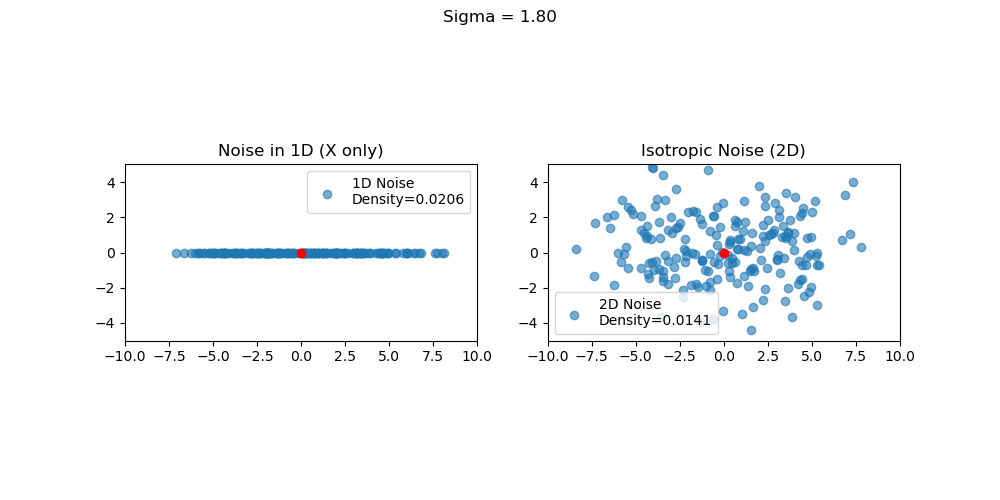 Sigma = 1.80
Noise in 1D (X only)
4
2
0
−2
−4
−10.0 −7.5 −5.0 −2.5 0.0 2.5 5.0 7.5 10.0
1D Noise
Density=0.0206
Isotropic Noise (2D)
4
2
0
−2
−4
−10.0 −7.5 −5.0 −2.5 0.0 2.5 5.0 7.5 10.0
2D Noise
Density=0.0141